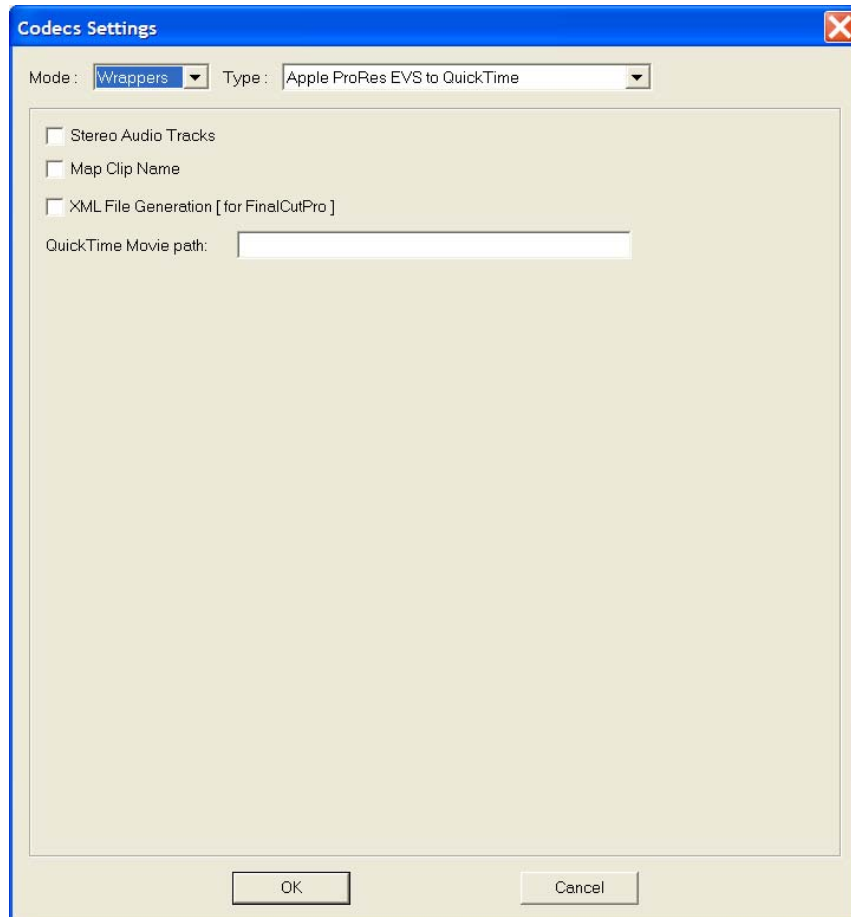 Codecs Settings
Mode : Wrappers Type : Apple ProRes EVS to QuickTime
Stereo Audio Tracks
Map Clip Name
XML File Generation [ for FinalCutPro ]
QuickTime Movie path:
OK Cancel